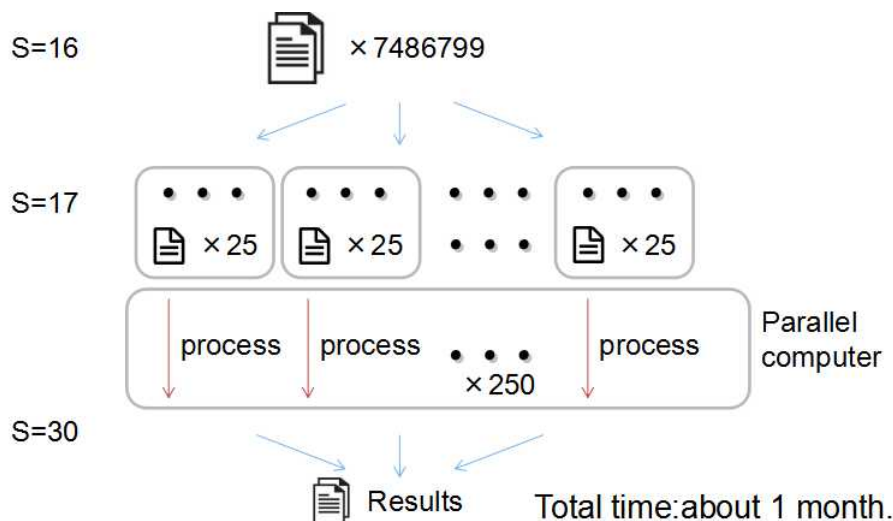 S=16
×7486799
S=17
×25
×25
×25
process
process
process
×250
Parallel
computer
S=30
Results
Total time:about 1 month.